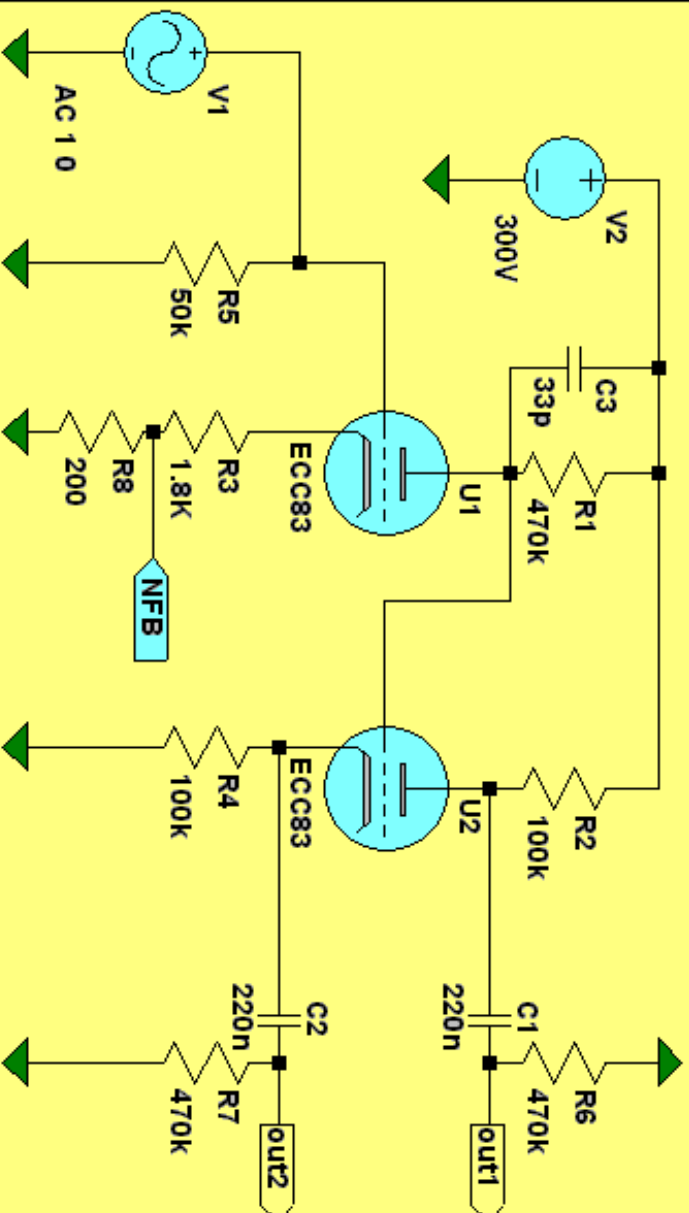 V2
300V
C3
33p
R1
470k
R2
100k
R6
470k
C1
220n
out1
U1
ECC83
U2
ECC83
V1
AC 1 0
R5
50k
R3
1.8K
R8
200
NFB
R4
100k
C2
220n
R7
470k
out2